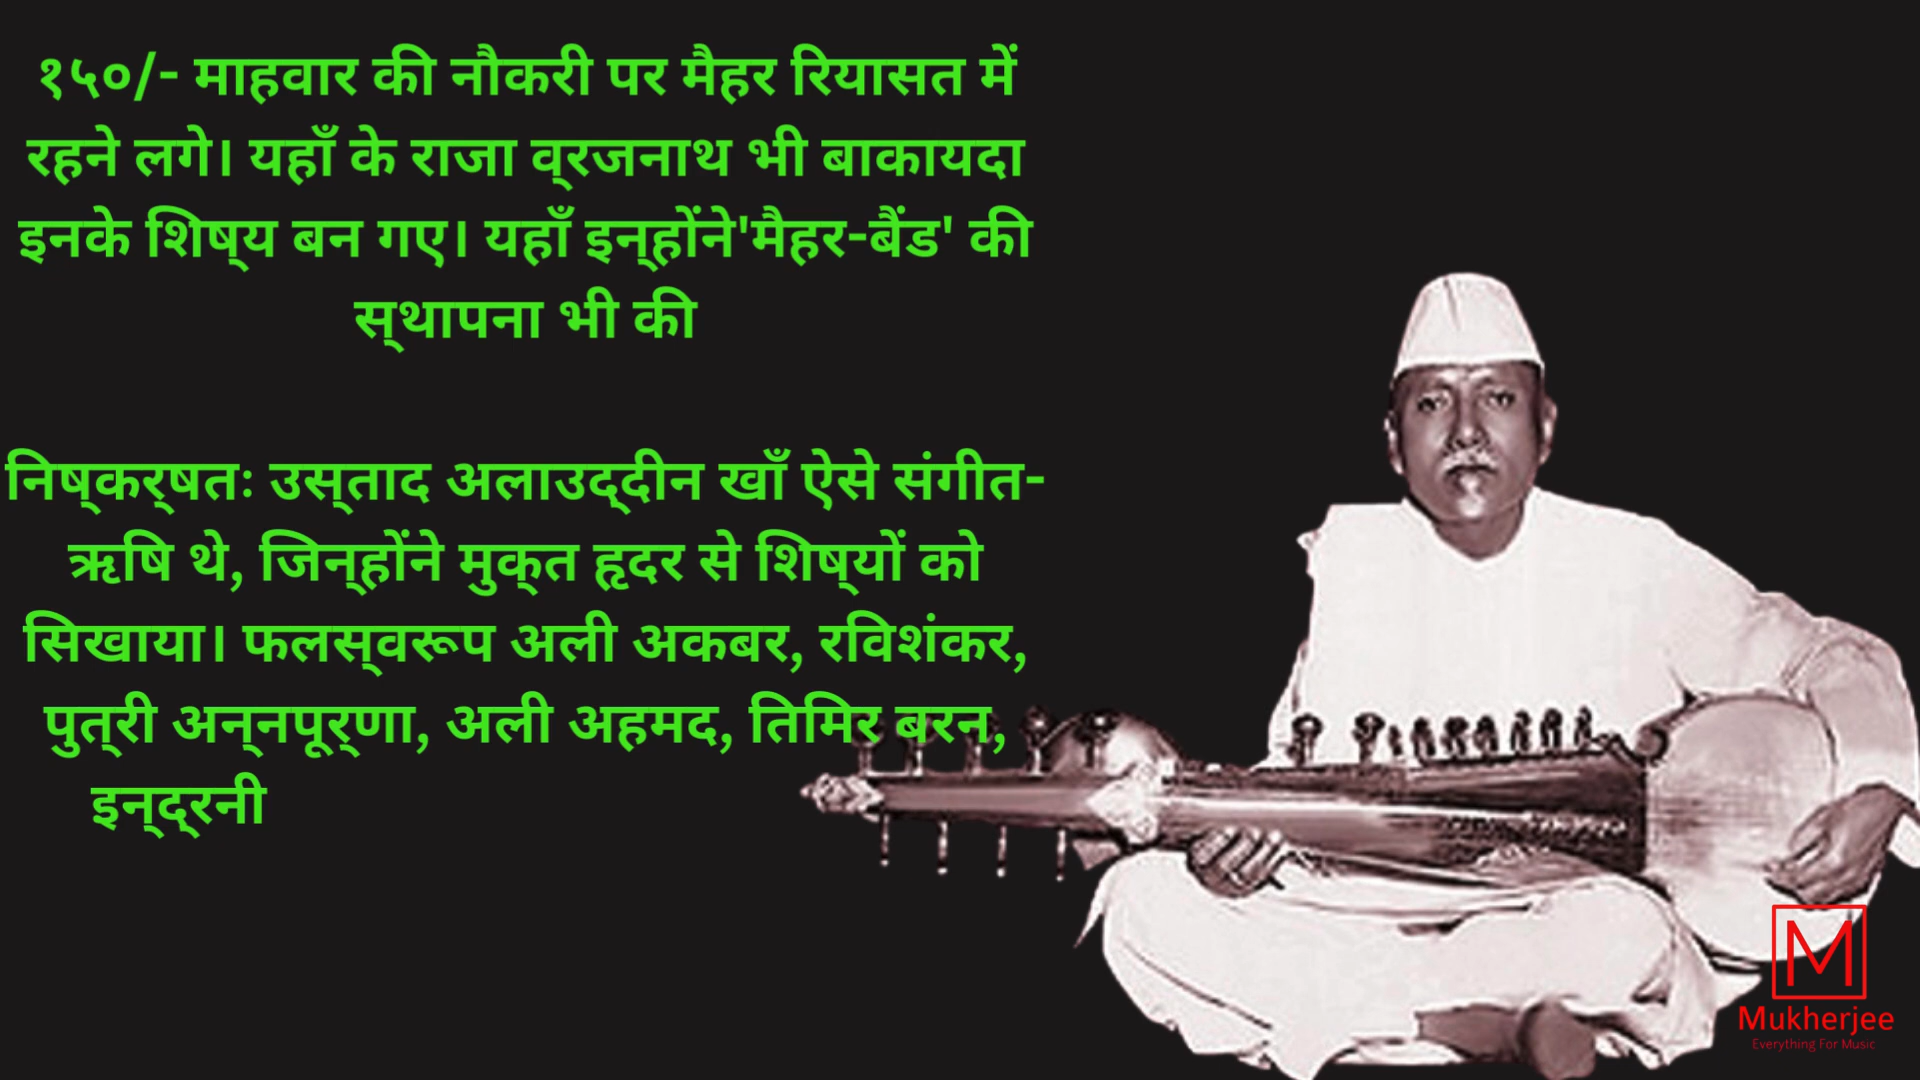 १५०/- माहवार की नौकरी पर मैहर रियासत में
रहने लगे। यहाँ के राजा व्रजनाथ भी बाकायदा
इनके शिष्य बन गए। यहाँ इन्होंने'मैहर-बैंड' की
स्थापना भी की
निष्कर्षतः उस्ताद अलाउद्दीन खाँ ऐसे संगीत-
ऋषि थे, जिन्होंने मुक्त हृदर से शिष्यों को
सिखाया। फलस्वरूप अली अकबर, रविशंकर,
पुत्री अन्नपूर्णा, अली अहमद, तिमिर बरन,
इन्द्रनी
M
Mukherjee
Everything For Music